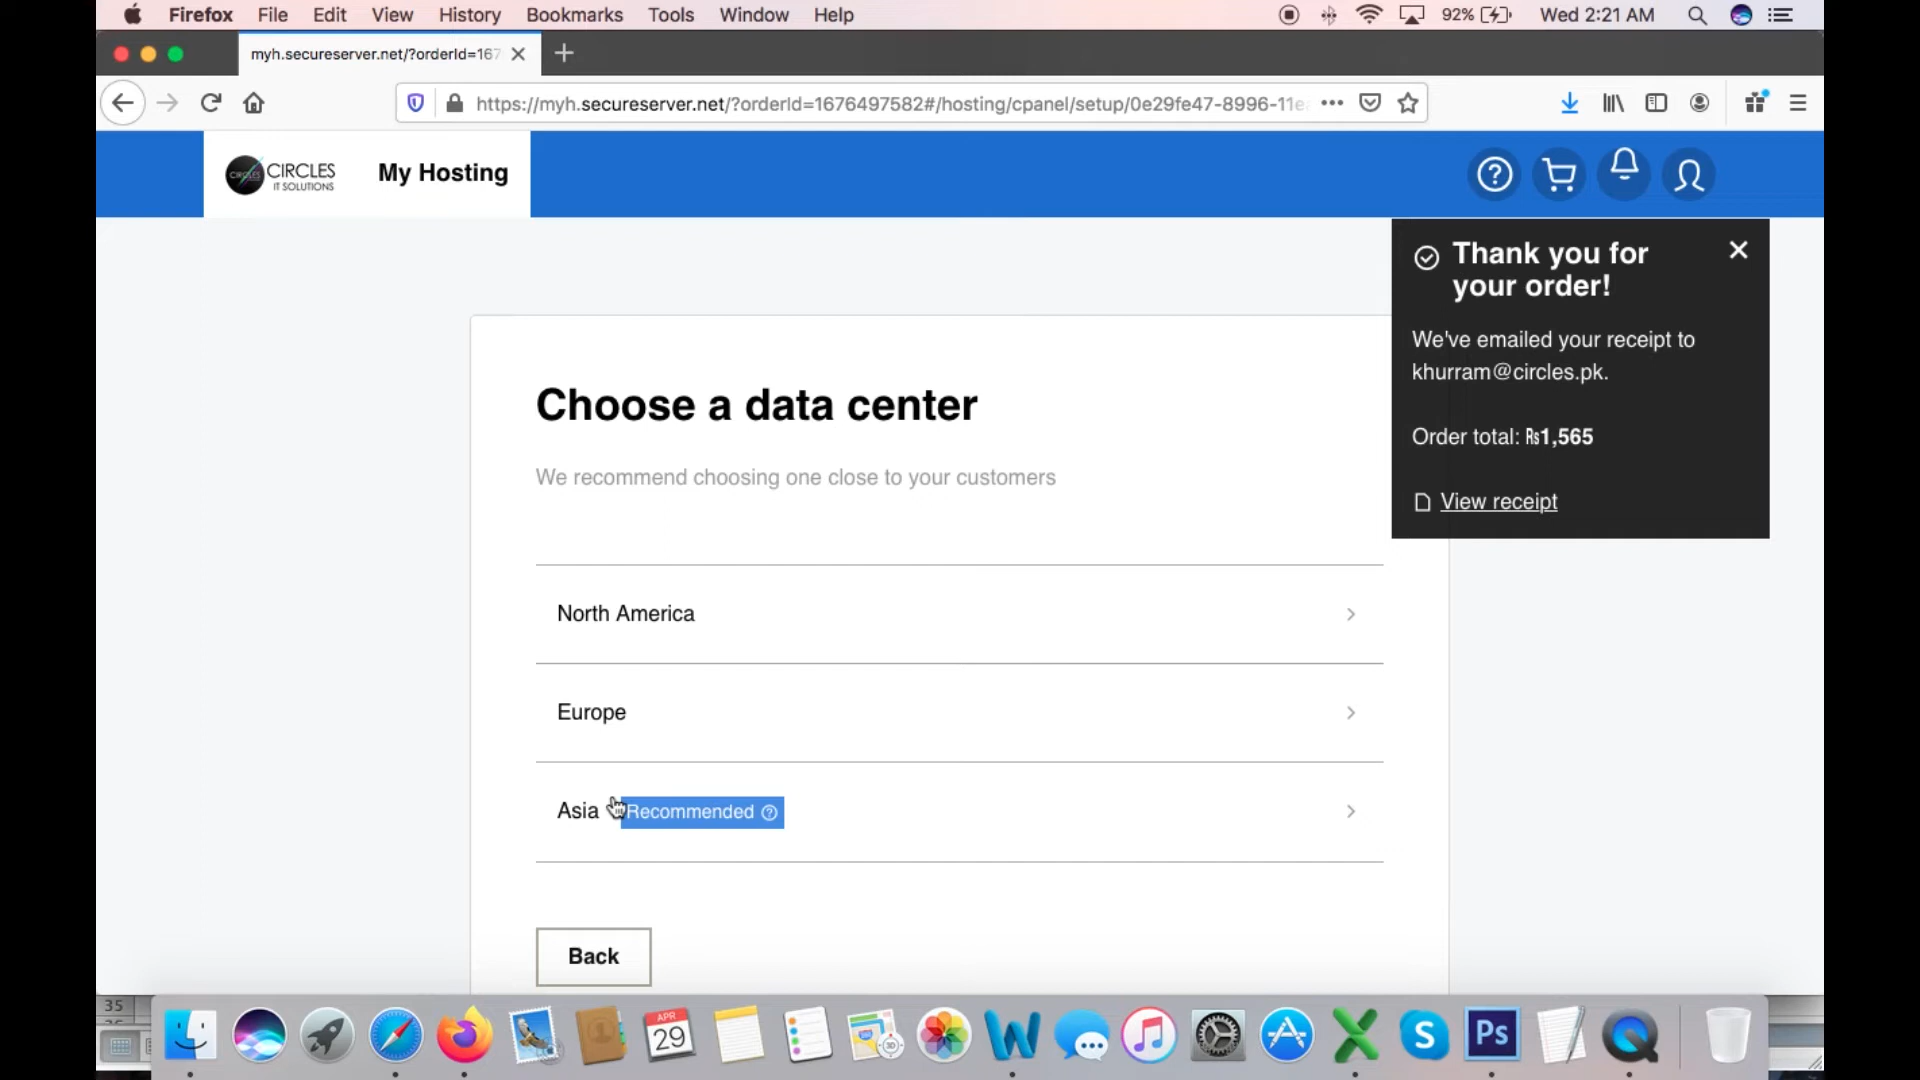 Firefox File Edit View History Bookmarks Tools Window Help 92% Wed 2:21 AM
myh.secureserver.net/?orderId=167
https://myh.secureserver.net/?orderId=1676497582#/hosting/cpanel/setup/0e29fe47-8996-11e
CIRCLES
IT SOLUTIONS
My Hosting
Thank you for
your order!
We've emailed your receipt to
khurram@circles.pk.
Order total: ₨1,565
View receipt
Choose a data center
We recommend choosing one close to your customers
North America
Europe
Asia Recommended
Back
35
APR
29
Ps